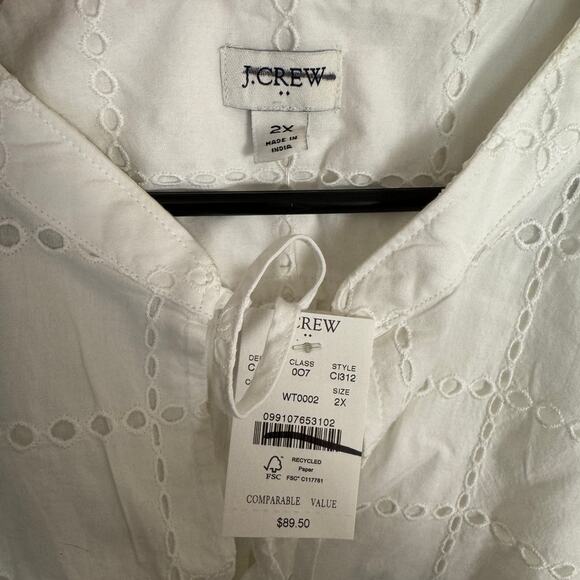 J.CREW
2X
MADE IN
INDIA
CREW
CLASS STYLE
007 CI312
SIZE
WT0002 2X
099107653102
RECYCLED
Paper
FSC
FSC® C117781
COMPARABLE VALUE
$89.50